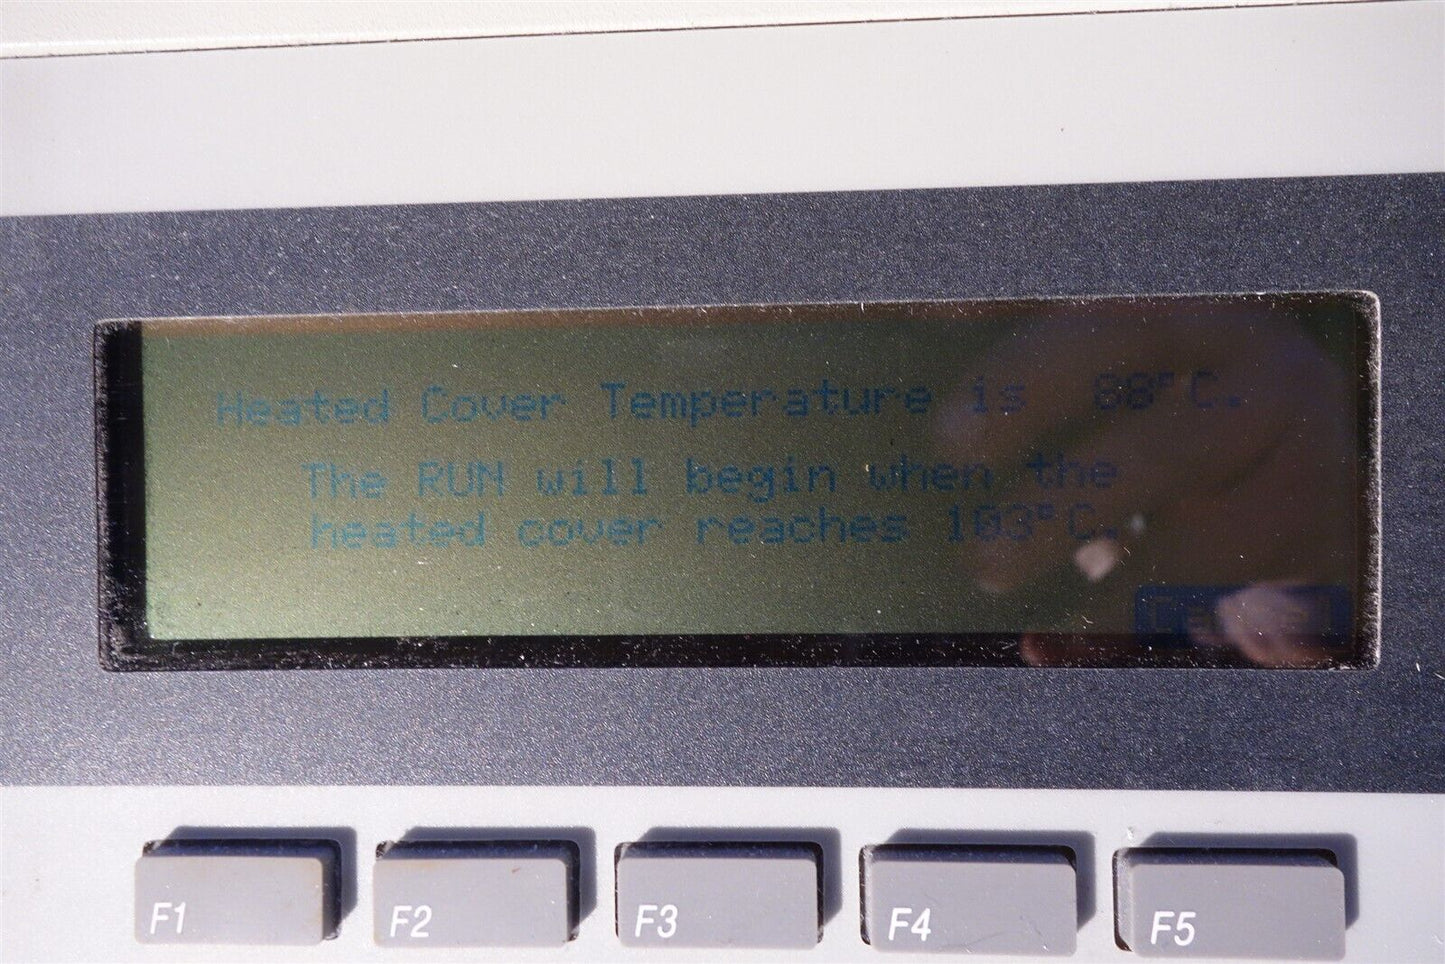 Heated Cover Temperature is 88°C.
The RUN will begin when the
heated cover reaches 103°C.
Cancel
F1 F2 F3 F4 F5